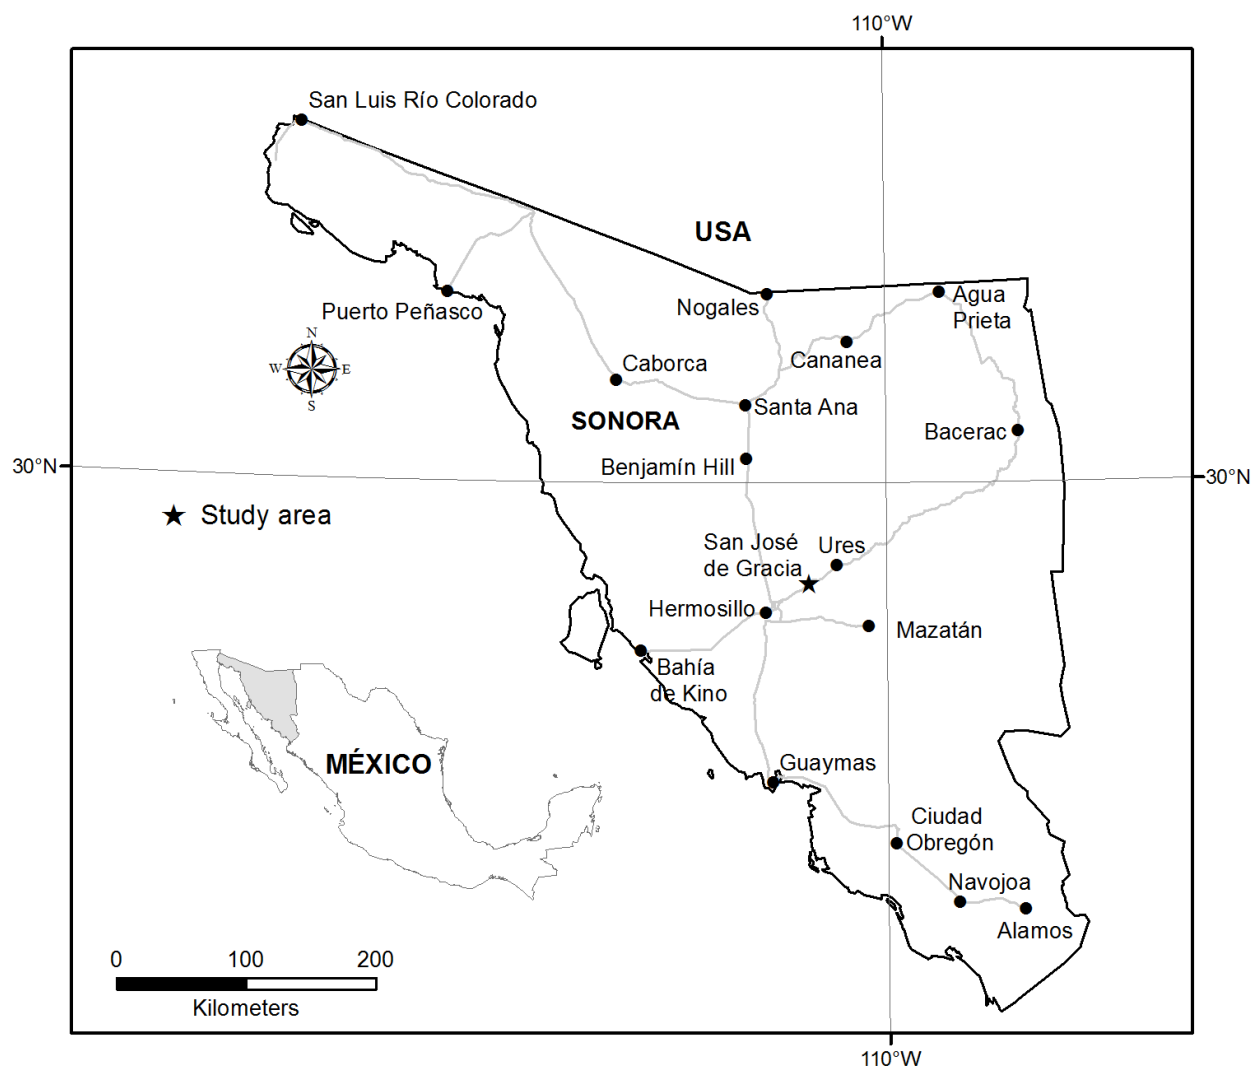 110°W
San Luis Río Colorado
USA
Nogales
Agua
Prieta
Puerto Peñasco
N
W
E
S
Cananea
Caborca
Santa Ana
SONORA
Bacerac
Benjamín Hill
30°N
30°N
Study area
San José
de Gracia
Ures
Hermosillo
Mazatán
Bahía
de Kino
MÉXICO
Guaymas
Ciudad
Obregón
Navojoa
Alamos
0
100
200
Kilometers
110°W